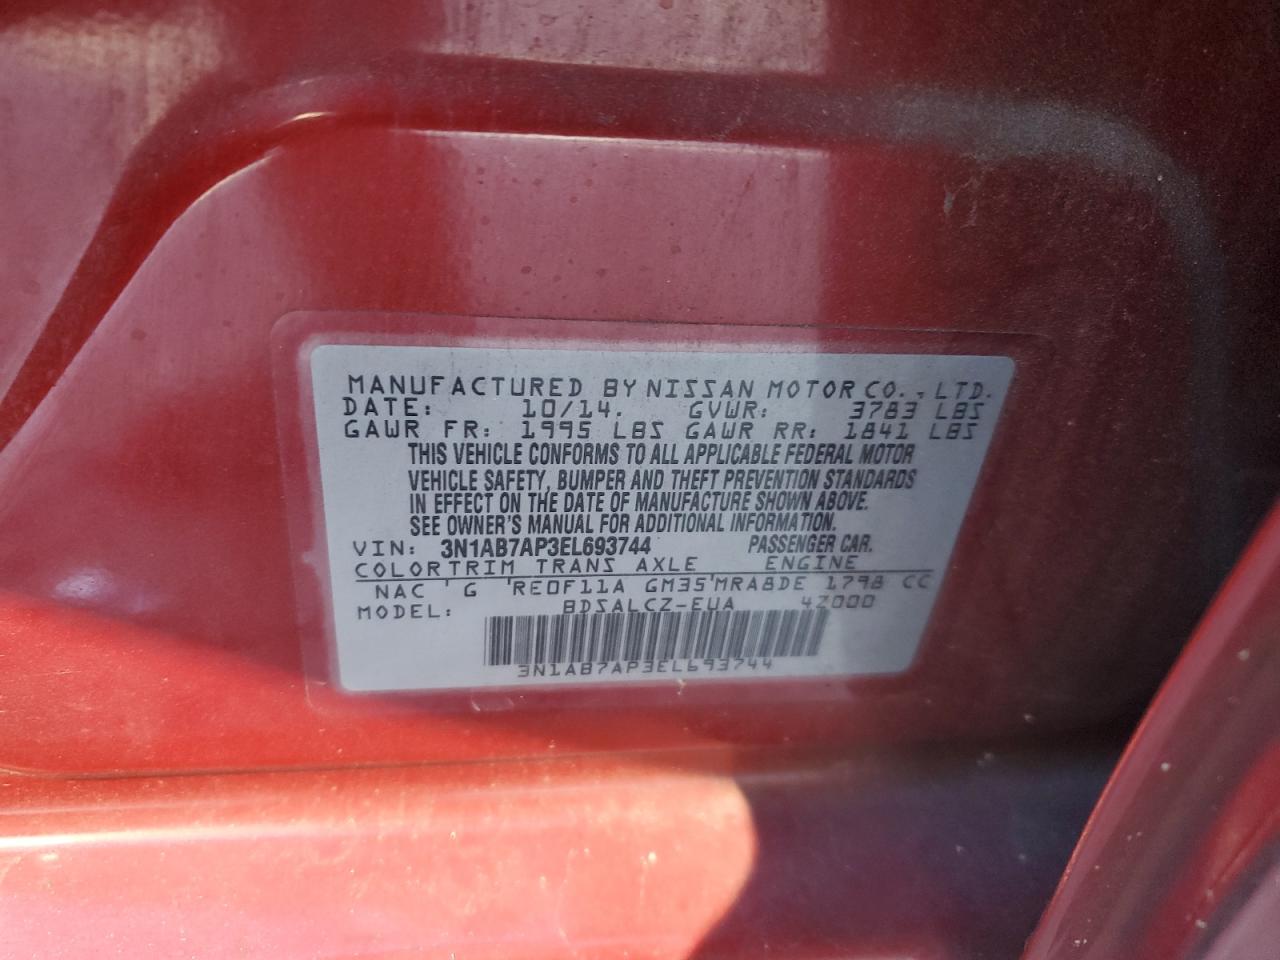 MANUFACTURED BY NISSAN MOTOR CO., LTD.
DATE: 10/14. GVWR: 3783 LBS
GAWR FR: 1995 LBS GAWR RR: 1841 LBS
THIS VEHICLE CONFORMS TO ALL APPLICABLE FEDERAL MOTOR
VEHICLE SAFETY, BUMPER AND THEFT PREVENTION STANDARDS
IN EFFECT ON THE DATE OF MANUFACTURE SHOWN ABOVE.
SEE OWNER'S MANUAL FOR ADDITIONAL INFORMATION.
VIN: 3N1AB7AP3EL693744 PASSENGER CAR.
COLOR TRIM TRANS AXLE ENGINE
NAC ' G 'RE0F11A GM35'MRA8DE 1798 CC
MODEL: BDSALCZ-EUA 4Z000
3N1AB7AP3EL693744